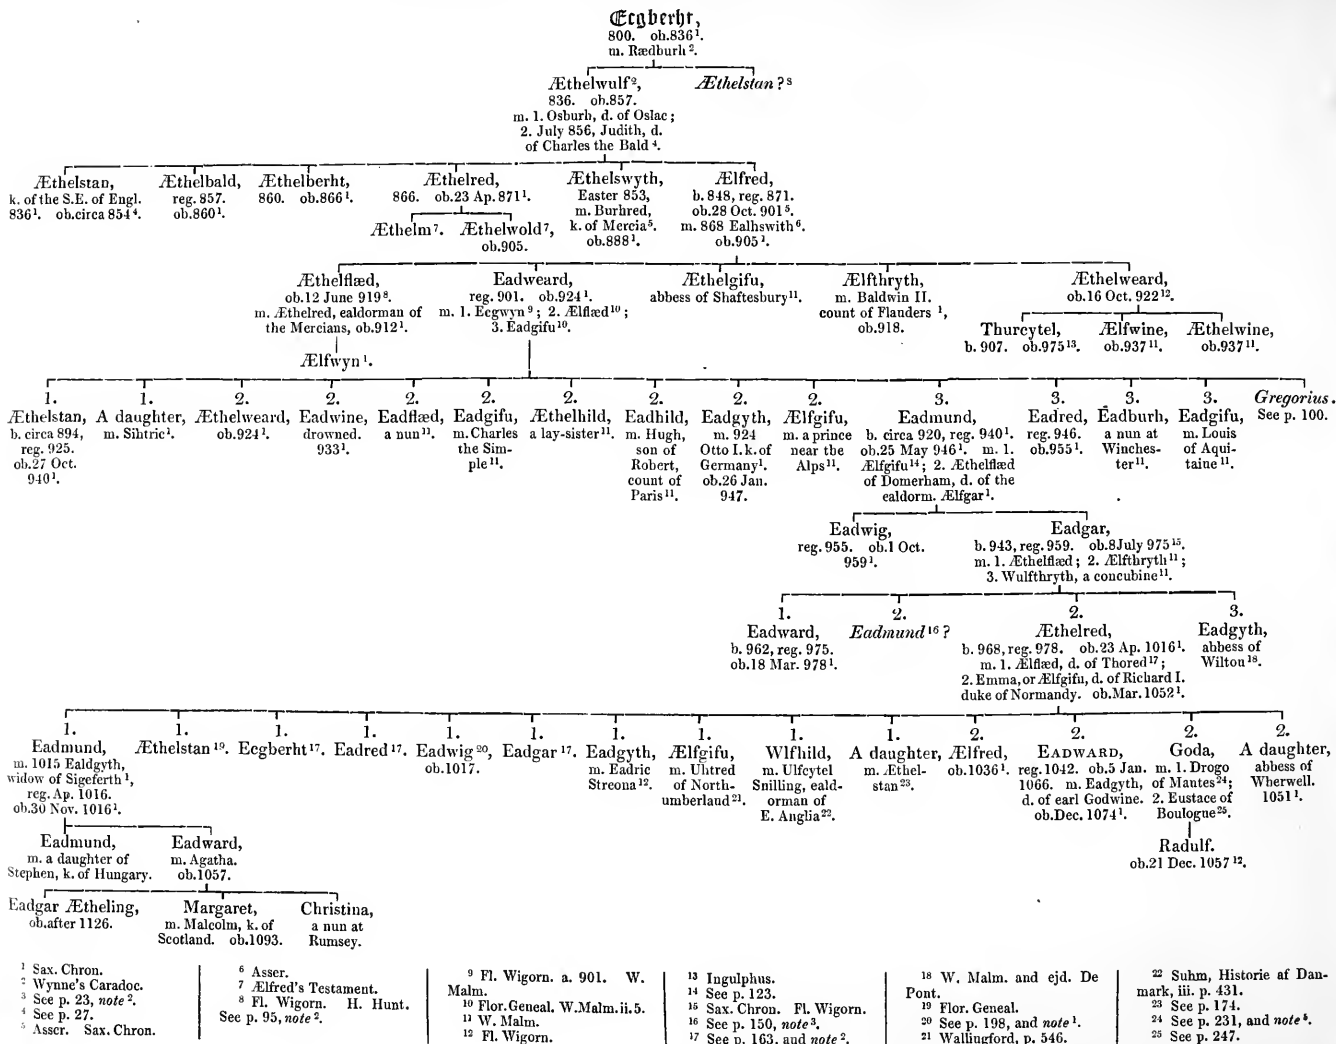 Ecgberht,
800. ob.836¹.
m. Rædburh².
Æthelwulf²,
836. ob.857.
m. 1. Osburh, d. of Oslac;
2. July 856, Judith, d.
of Charles the Bald⁴.
Æthelstan?³
Æthelstan,
k. of the S.E. of Engl.
836¹. ob.circa 854⁴.
Æthelbald,
reg. 857.
ob.860¹.
Æthelberht,
860. ob.866¹.
Æthelred,
866. ob.23 Ap.871¹.
Æthelm⁷.
Æthelwold⁷,
ob.905.
Æthelswyth,
Easter 853,
m. Burhred,
k. of Mercia⁵.
ob.888¹.
Ælfred,
b. 848, reg. 871.
ob.28 Oct. 901⁵.
m. 868 Ealhswith⁶.
ob.905¹.
Æthelflæd,
ob.12 June 919⁸.
m. Æthelred, ealdorman of
the Mercians, ob.912¹.
Ælfwyn¹.
Eadweard,
reg. 901. ob.924¹.
m. 1. Ecgwyn⁹; 2. Ælflæd¹⁰;
3. Eadgifu¹⁰.
Æthelgifu,
abbess of Shaftesbury¹¹.
Ælfthryth,
m. Baldwin II.
count of Flanders¹,
ob.918.
Æthelweard,
ob.16 Oct. 922¹².
Thurcytel,
b. 907. ob.975¹³.
Ælfwine,
ob.937¹¹.
Æthelwine,
ob.937¹¹.
1.
Æthelstan,
b. circa 894,
reg. 925.
ob.27 Oct.
940¹.
1.
A daughter,
m. Sihtric¹.
2.
Æthelweard,
ob.924¹.
2.
Eadwine,
drowned.
933¹.
2.
Eadflæd,
a nun¹¹.
2.
Eadgifu,
m. Charles
the Sim-
ple¹¹.
2.
Æthelhild,
a lay-sister¹¹.
2.
Eadhild,
m. Hugh,
son of
Robert,
count of
Paris¹¹.
2.
Eadgyth,
m. 924
Otto I. k. of
Germany¹.
ob.26 Jan.
947.
2.
Ælfgifu,
m. a prince
near the
Alps¹¹.
3.
Eadmund,
b. circa 920, reg. 940¹.
ob.25 May 946¹. m. 1.
Ælfgifu¹⁴; 2. Æthelflæd
of Domerham, d. of the
ealdorm. Ælfgar¹.
3.
Eadred,
reg. 946.
ob.955¹.
3.
Eadburh,
a nun at
Winches-
ter¹¹.
3.
Eadgifu,
m. Louis
of Aqui-
taine¹¹.
Gregorius.
See p. 100.
Eadwig,
reg. 955. ob.1 Oct.
959¹.
Eadgar,
b. 943, reg. 959. ob.8 July 975¹⁵.
m. 1. Æthelflæd; 2. Ælfthryth¹¹;
3. Wulfthryth, a concubine¹¹.
1.
Eadward,
b. 962, reg. 975.
ob.18 Mar. 978¹.
2.
Eadmund¹⁶?
2.
Æthelred,
b. 968, reg. 978. ob.23 Ap. 1016¹.
m. 1. Ælflæd, d. of Thored¹⁷;
2. Emma, or Ælfgifu, d. of Richard I.
duke of Normandy. ob.Mar. 1052¹.
3.
Eadgyth,
abbess of
Wilton¹⁸.
1.
Eadmund,
m. 1015 Ealdgyth,
widow of Sigeferth¹,
reg. Ap. 1016.
ob.30 Nov. 1016¹.
1.
Æthelstan¹⁹.
1.
Ecgberht¹⁷.
1.
Eadred¹⁷.
1.
Eadwig²⁰,
ob.1017.
1.
Eadgar¹⁷.
1.
Eadgyth,
m. Eadric
Streona¹².
1.
Ælfgifu,
m. Uhtred
of North-
umberland²¹.
1.
Wlfhild,
m. Ulfcytel
Snilling, eald-
orman of
E. Anglia²².
1.
A daughter,
m. Æthel-
stan²³.
2.
Ælfred,
ob.1036¹.
2.
EADWARD,
reg. 1042. ob.5 Jan.
1066. m. Eadgyth,
d. of earl Godwine.
ob.Dec. 1074¹.
2.
Goda,
m. 1. Drogo
of Mantes²⁴;
2. Eustace of
Boulogne²⁵.
Radulf.
ob.21 Dec. 1057¹².
2.
A daughter,
abbess of
Wherwell.
1051¹.
Eadmund,
m. a daughter of
Stephen, k. of Hungary.
Eadward,
m. Agatha.
ob.1057.
Eadgar Ætheling,
ob.after 1126.
Margaret,
m. Malcolm, k. of
Scotland. ob.1093.
Christina,
a nun at
Rumsey.
¹ Sax. Chron.
² Wynne's Caradoc.
³ See p. 23, note².
⁴ See p. 27.
⁵ Asser. Sax. Chron.
⁶ Asser.
⁷ Ælfred's Testament.
⁸ Fl. Wigorn. H. Hunt.
See p. 95, note².
⁹ Fl. Wigorn. a. 901. W.
Malm.
¹⁰ Flor. Geneal. W. Malm. ii. 5.
¹¹ W. Malm.
¹² Fl. Wigorn.
¹³ Ingulphus.
¹⁴ See p. 123.
¹⁵ Sax. Chron. Fl. Wigorn.
¹⁶ See p. 150, note³.
¹⁷ See p. 163, and note².
¹⁸ W. Malm. and ejd. De
Pont.
¹⁹ Flor. Geneal.
²⁰ See p. 198, and note¹.
²¹ Wallingford, p. 546.
²² Suhm, Historie af Dan-
mark, iii. p. 431.
²³ See p. 174.
²⁴ See p. 231, and note⁵.
²⁵ See p. 247.